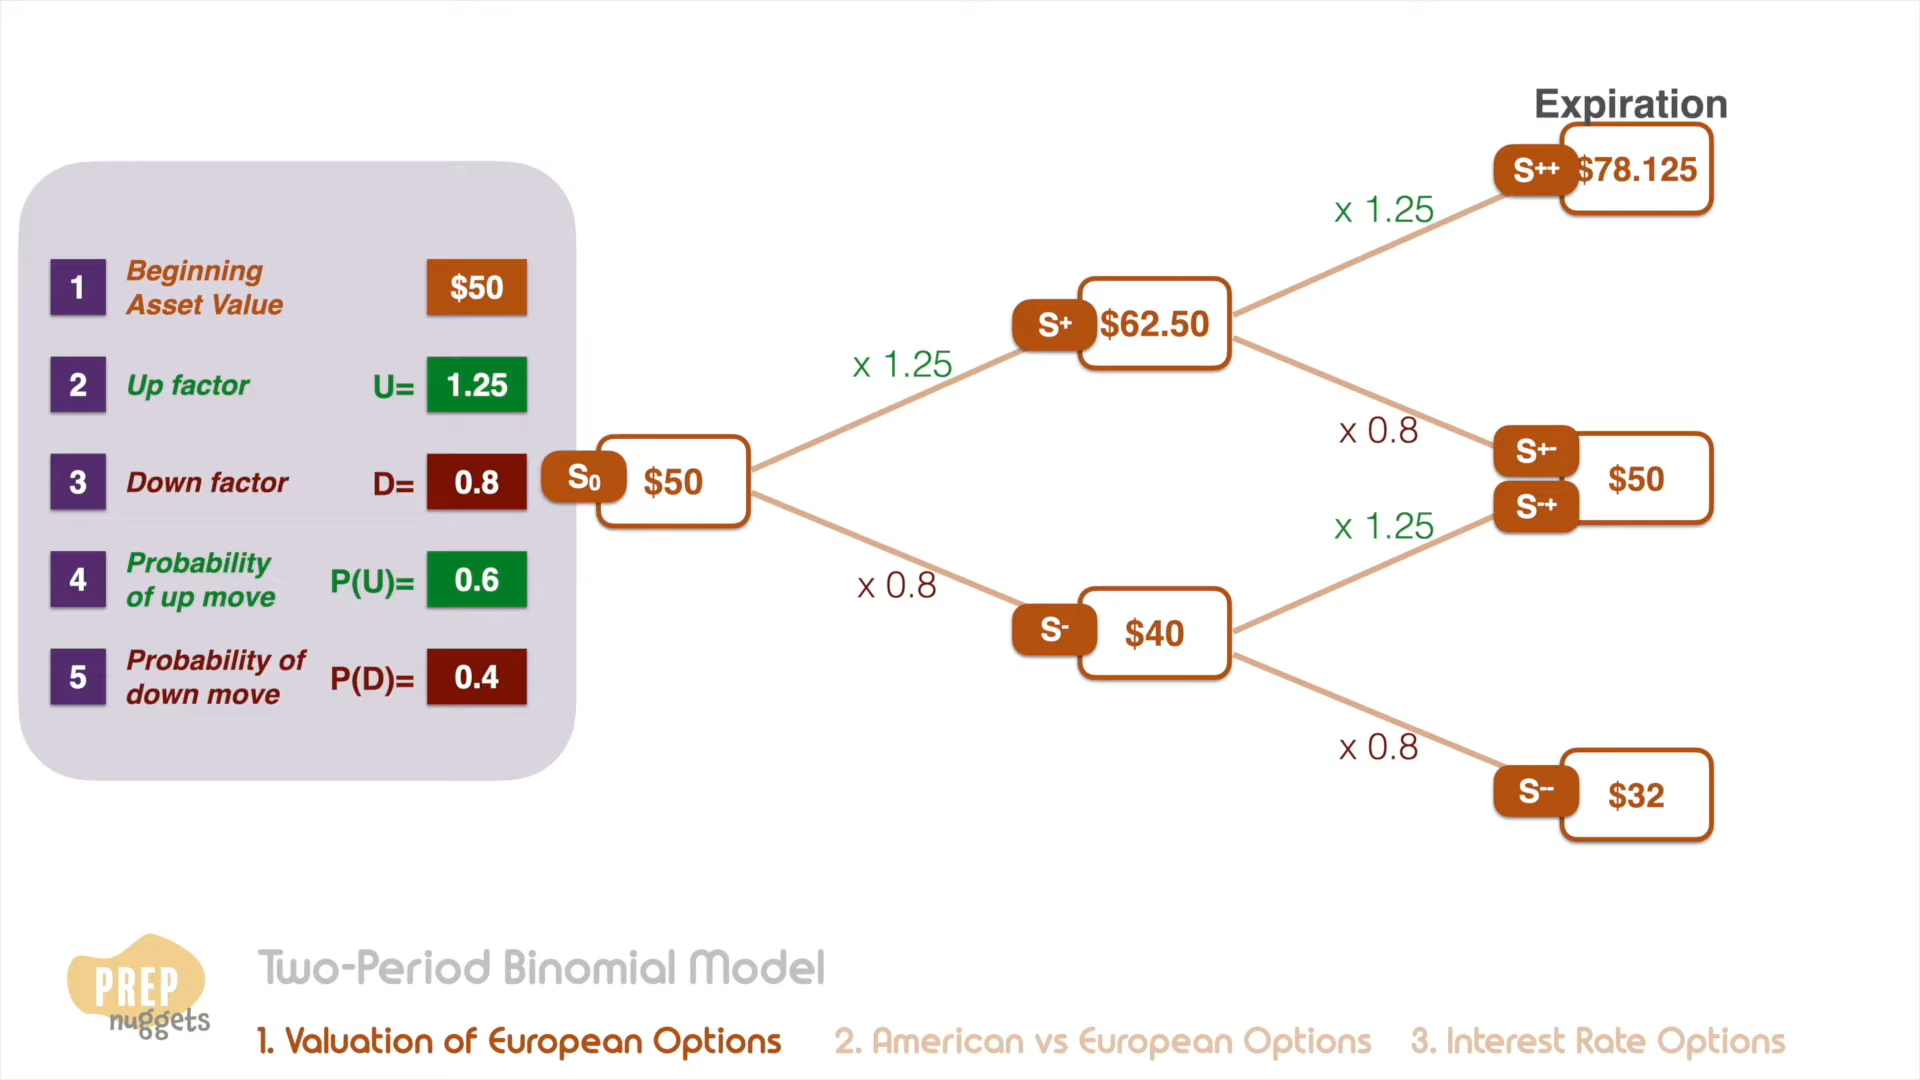 Expiration
S++ $78.125
x 1.25
S+ $62.50
x 1.25
x 0.8
S+-
S-+
$50
S0 $50
x 0.8
x 1.25
S- $40
x 0.8
S-- $32
1 Beginning
Asset Value $50
2 Up factor U= 1.25
3 Down factor D= 0.8
4 Probability
of up move P(U)= 0.6
5 Probability of
down move P(D)= 0.4
PREP
nuggets
Two-Period Binomial Model
1. Valuation of European Options 2. American vs European Options 3. Interest Rate Options